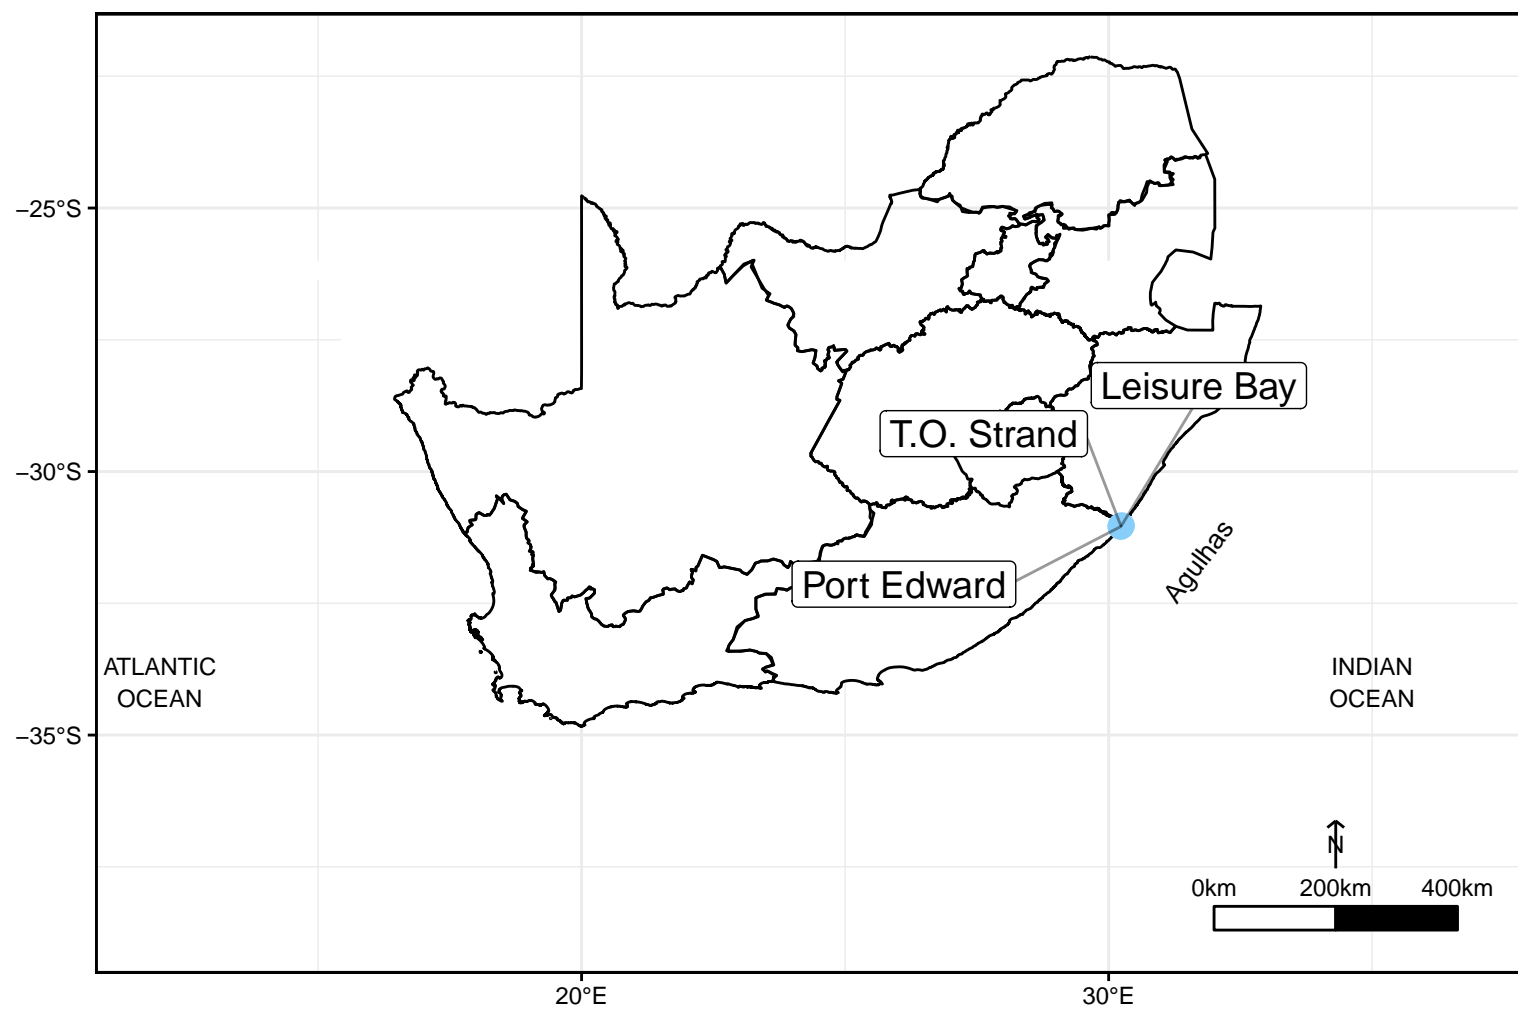 −25°S
Leisure Bay
T.O. Strand
−30°S
Agulhas
Port Edward
ATLANTIC
OCEAN
INDIAN
OCEAN
−35°S
N
0km 200km 400km
20°E 30°E